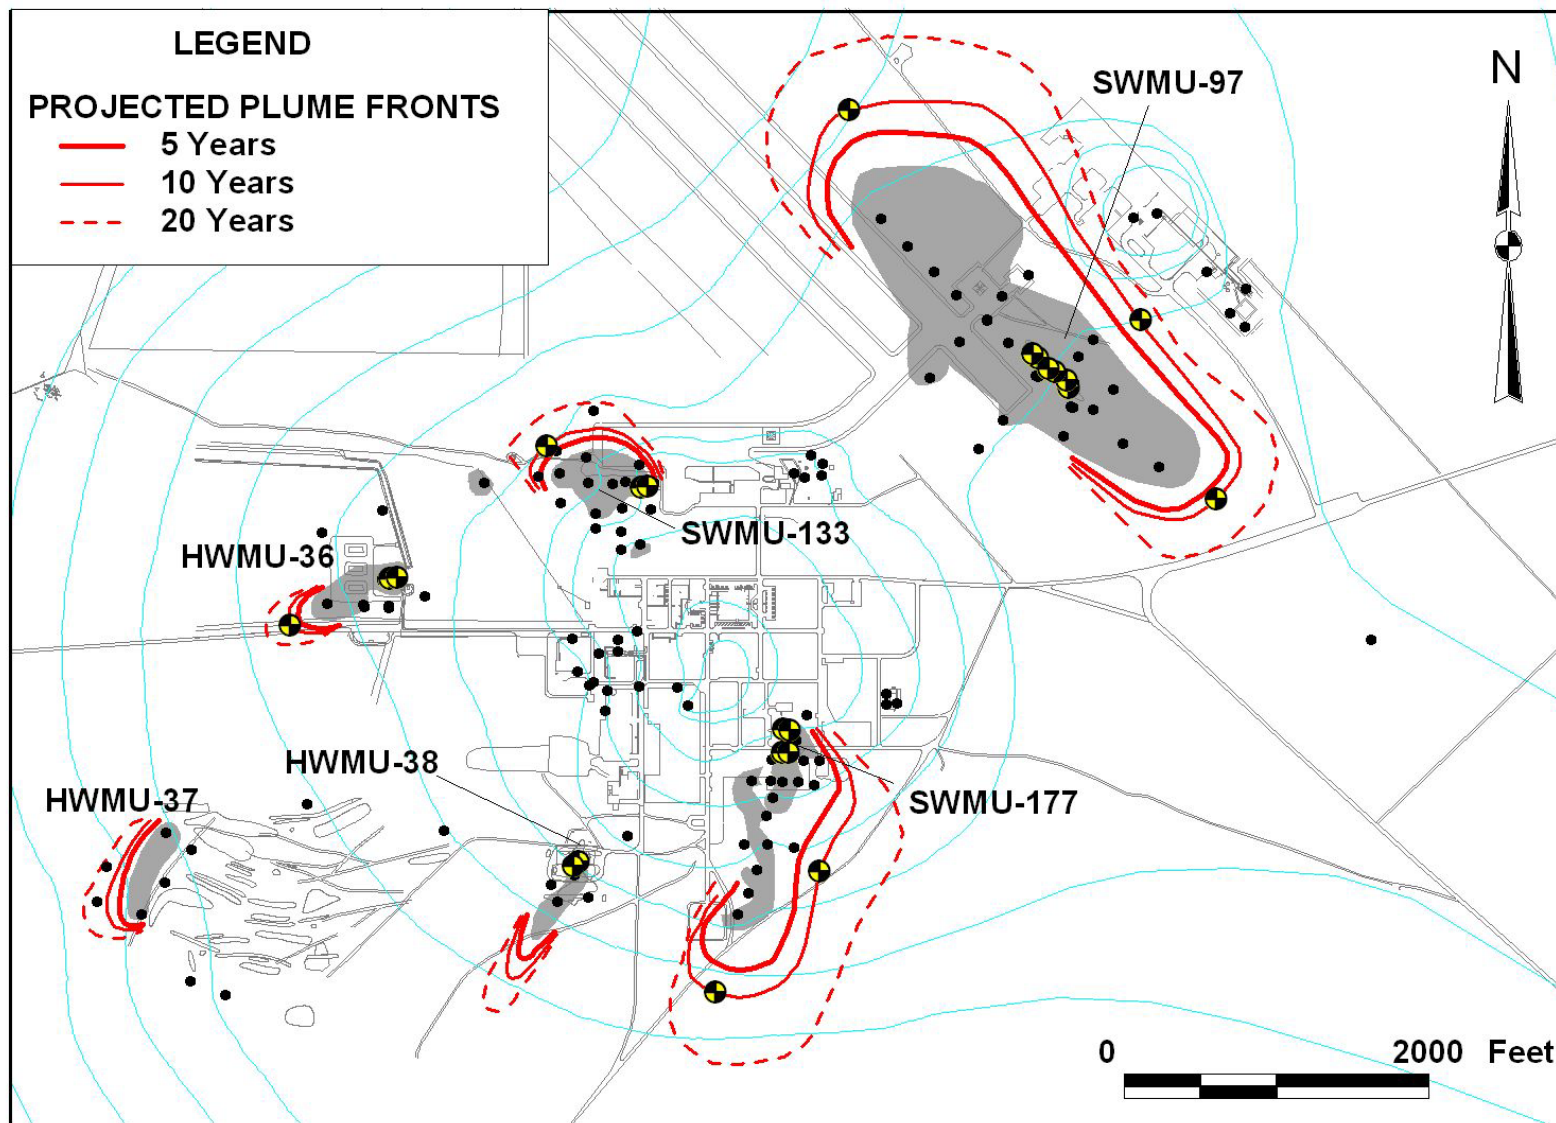 LEGEND
PROJECTED PLUME FRONTS
5 Years
10 Years
20 Years
N
SWMU-97
SWMU-133
HWMU-36
HWMU-38
HWMU-37
SWMU-177
0 2000 Feet